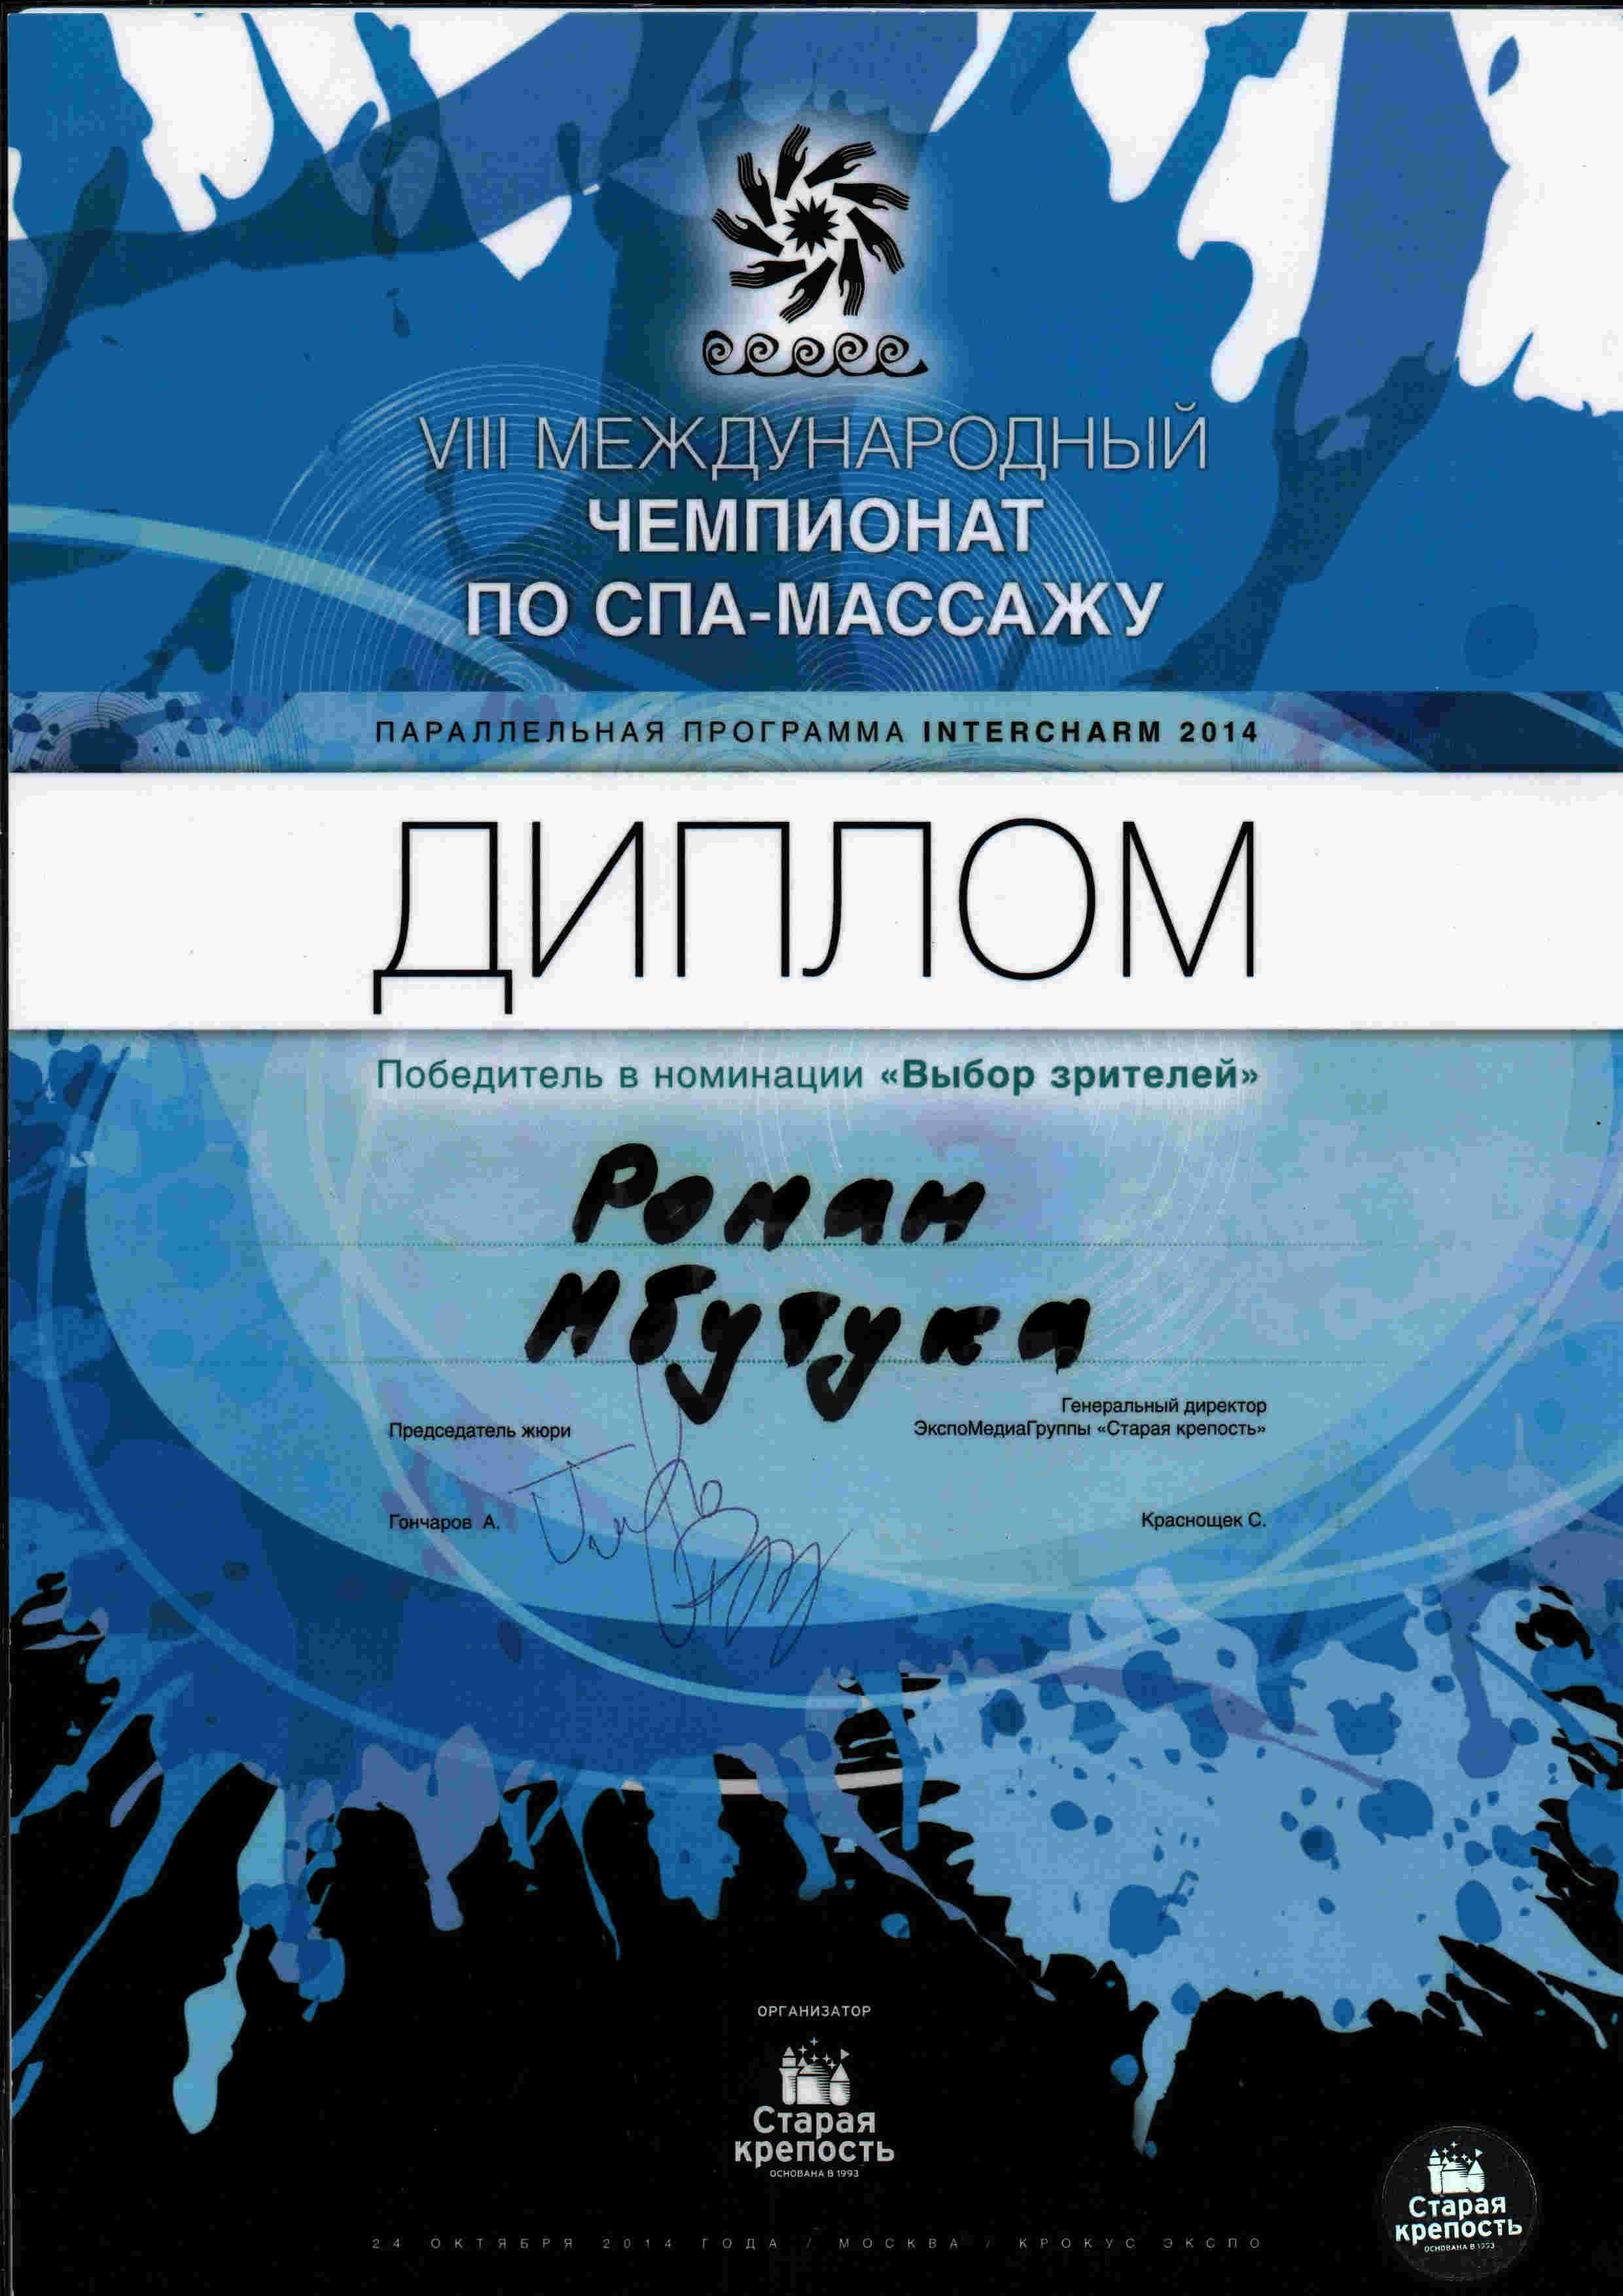 VIII МЕЖДУНАРОДНЫЙ
ЧЕМПИОНАТ
ПО СПА-МАССАЖУ
ПАРАЛЛЕЛЬНАЯ ПРОГРАММА INTERCHARM 2014
ДИПЛОМ
Победитель в номинации «Выбор зрителей»
Роман
Ибутука
Председатель жюри
Генеральный директор
ЭкспоМедиаГруппы «Старая крепость»
Гончаров А.
Краснощек С.
ОРГАНИЗАТОР
Старая
крепость
ОСНОВАНА В 1993
Старая
крепость
ОСНОВАНА В 1993
24 ОКТЯБРЯ 2014 ГОДА / МОСКВА / КРОКУС ЭКСПО